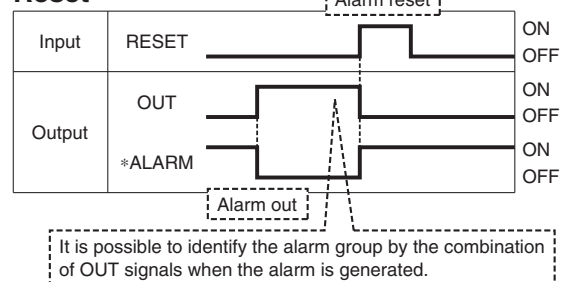 Reset
Alarm reset
Input RESET ON
OFF
Output OUT ON
OFF
*ALARM ON
OFF
Alarm out
It is possible to identify the alarm group by the combination
of OUT signals when the alarm is generated.